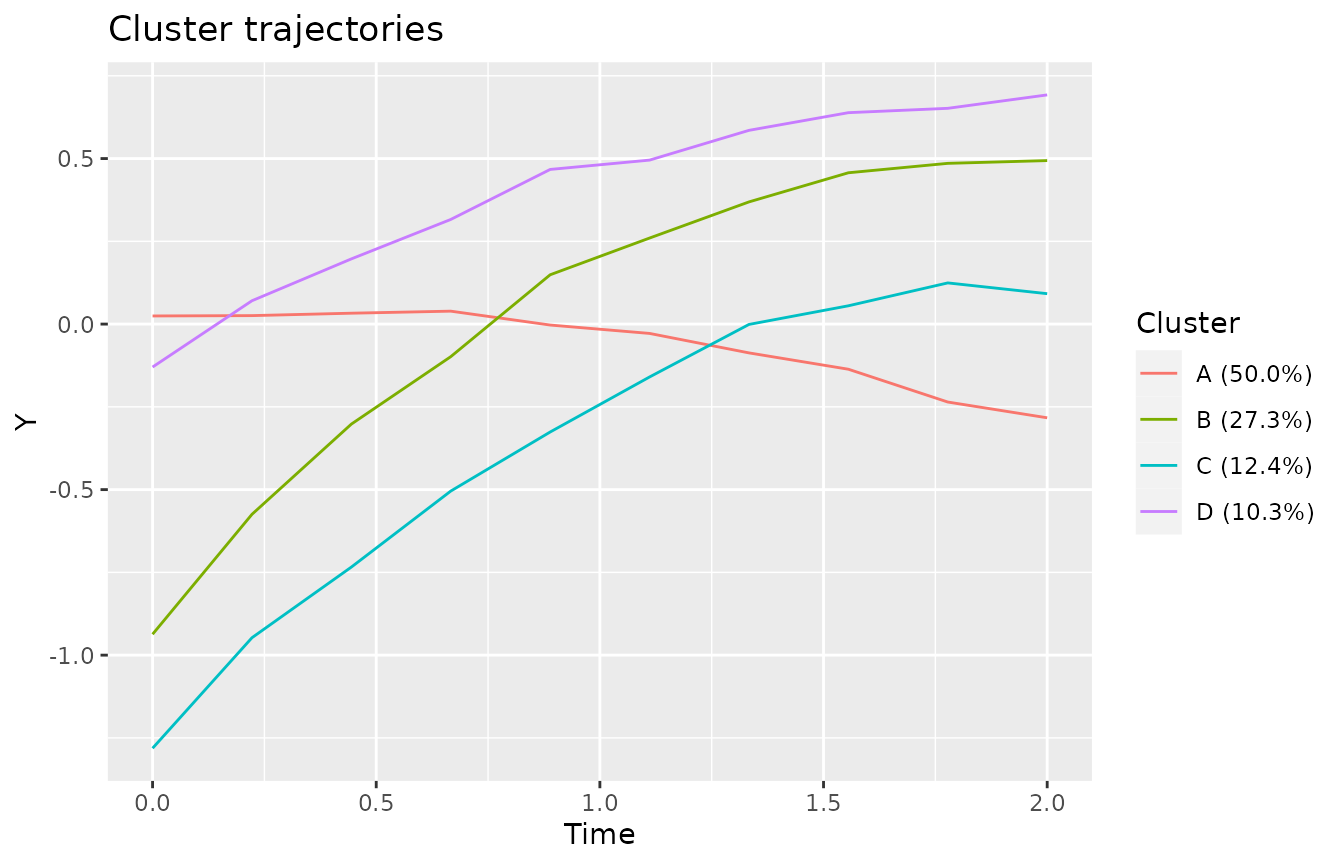 Cluster trajectories
Y
0.5
0.0
-0.5
-1.0
0.0 0.5 1.0 1.5 2.0
Time
Cluster
A (50.0%)
B (27.3%)
C (12.4%)
D (10.3%)